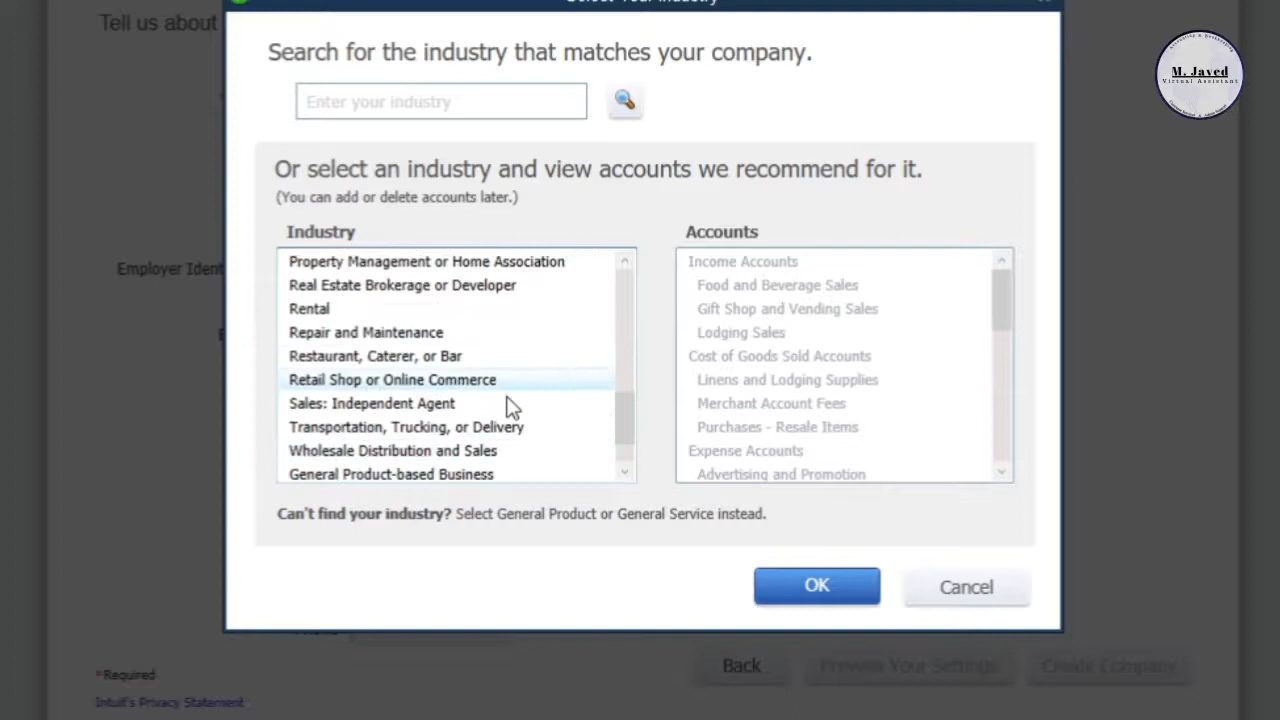 Select Your Industry
Tell us about
Search for the industry that matches your company.
Enter your industry
M. Javed
Virtual Assistant
Or select an industry and view accounts we recommend for it.
(You can add or delete accounts later.)
Industry
Accounts
Employer Ident
Property Management or Home Association
Real Estate Brokerage or Developer
Rental
Repair and Maintenance
Restaurant, Caterer, or Bar
Retail Shop or Online Commerce
Sales: Independent Agent
Transportation, Trucking, or Delivery
Wholesale Distribution and Sales
General Product-based Business
Income Accounts
Food and Beverage Sales
Gift Shop and Vending Sales
Lodging Sales
Cost of Goods Sold Accounts
Linens and Lodging Supplies
Merchant Account Fees
Purchases - Resale Items
Expense Accounts
Advertising and Promotion
Can't find your industry? Select General Product or General Service instead.
OK
Cancel
*Required
Intuit's Privacy Statement
Back
Preview Your Settings
Create Company